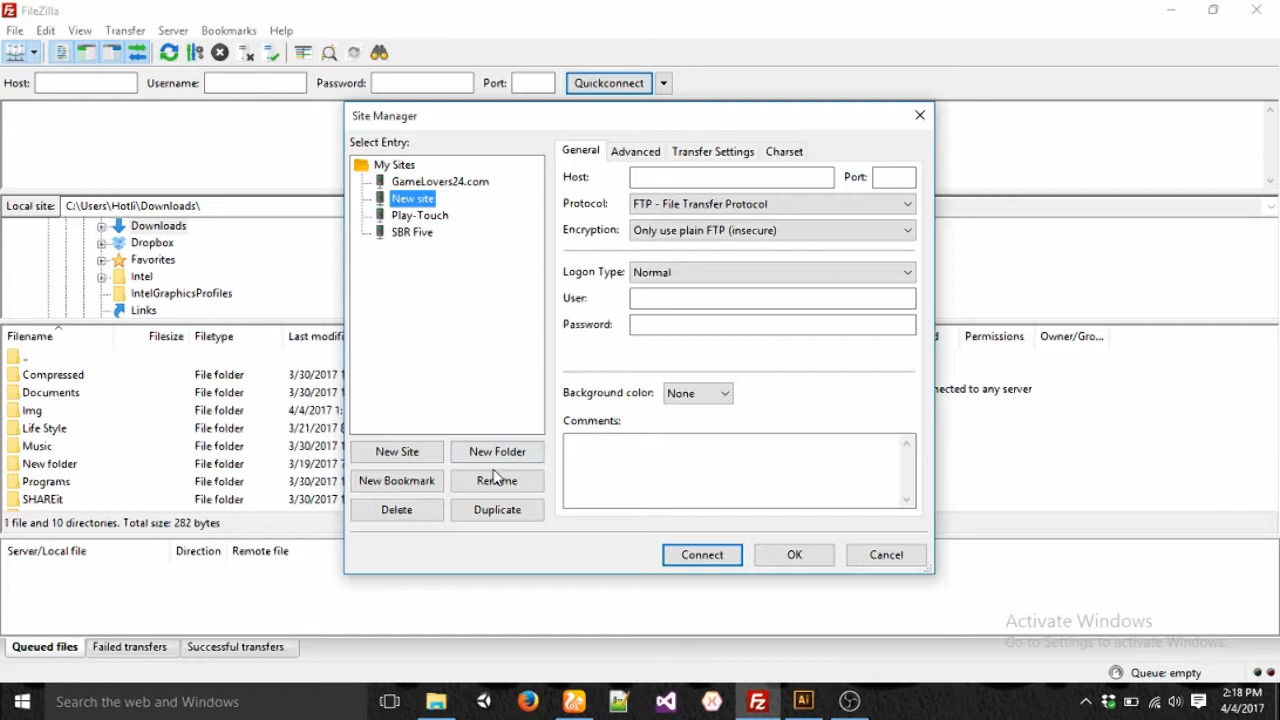 FileZilla
File Edit View Transfer Server Bookmarks Help
Host: Username: Password: Port: Quickconnect
Site Manager
Select Entry:
My Sites
GameLovers24.com
New site
Play-Touch
SBR Five
New Site New Folder
New Bookmark Rename
Delete Duplicate
General Advanced Transfer Settings Charset
Host: Port:
Protocol: FTP - File Transfer Protocol
Encryption: Only use plain FTP (insecure)
Logon Type: Normal
User:
Password:
Background color: None
Comments:
Connect OK Cancel
Local site: C:\Users\Hotli\Downloads\
Downloads
Dropbox
Favorites
Intel
IntelGraphicsProfiles
Links
Filename Filesize Filetype Last modifi
..
Compressed File folder 3/30/2017 1
Documents File folder 3/30/2017
Img File folder 4/4/2017 1:
Life Style File folder 3/21/2017 8
Music File folder 3/30/2017
New folder File folder 3/19/2017
Programs File folder 3/30/2017
SHAREit File folder 3/30/2017
1 file and 10 directories. Total size: 282 bytes
d Permissions Owner/Gro...
nected to any server
Server/Local file Direction Remote file
Queued files Failed transfers Successful transfers
Activate Windows
Go to Settings to activate Windows.
Queue: empty
Search the web and Windows
2:18 PM
4/4/2017